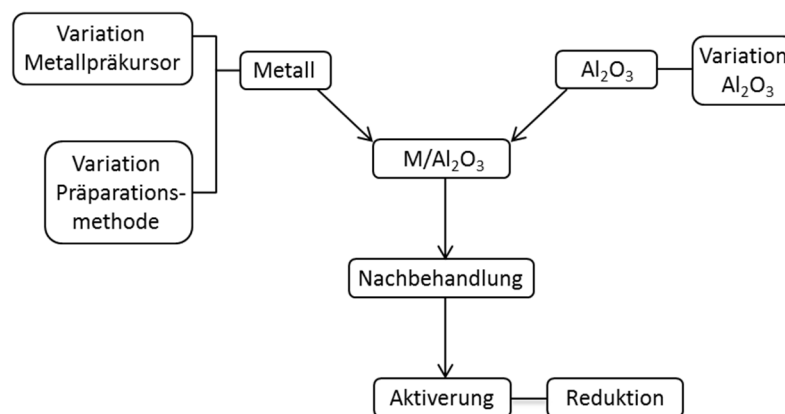 Variation
Metallpräkursor
Metall
Al₂O₃
Variation
Al₂O₃
Variation
Präparations-
methode
M/Al₂O₃
Nachbehandlung
Aktiverung
Reduktion